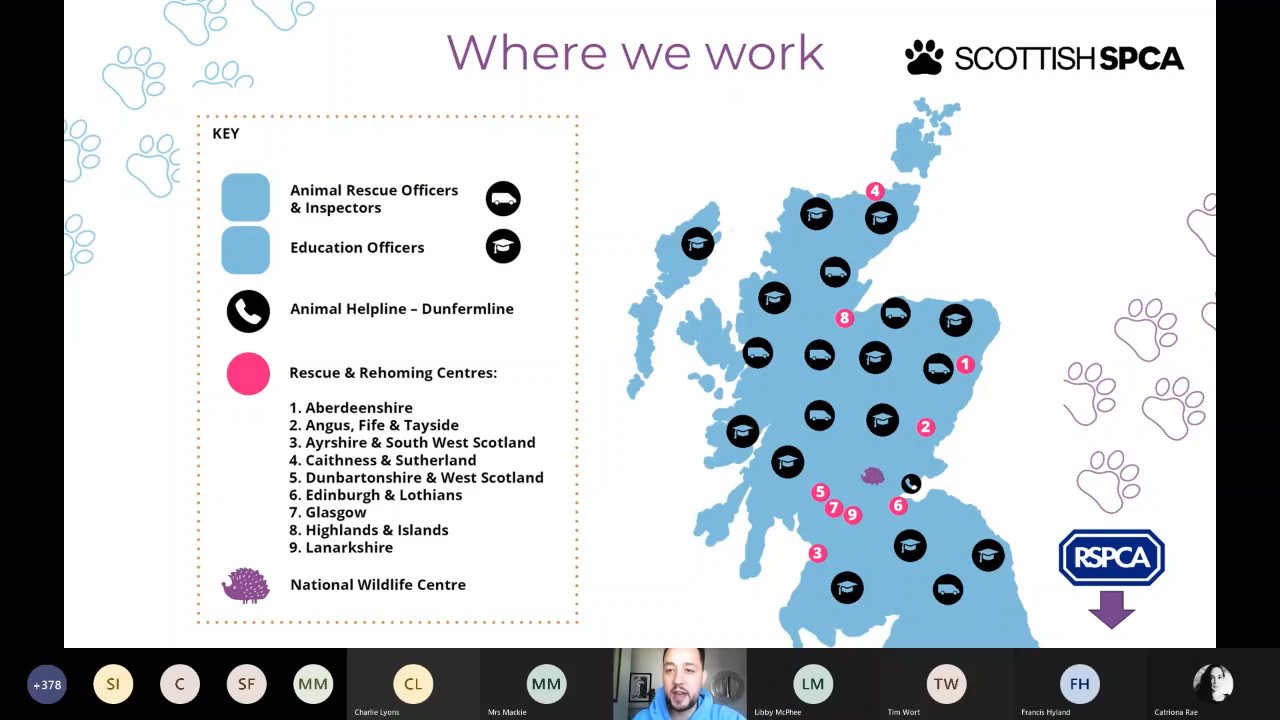 Where we work
SCOTTISHSPCA
KEY
Animal Rescue Officers
& Inspectors
Education Officers
Animal Helpline – Dunfermline
Rescue & Rehoming Centres:
1. Aberdeenshire
2. Angus, Fife & Tayside
3. Ayrshire & South West Scotland
4. Caithness & Sutherland
5. Dunbartonshire & West Scotland
6. Edinburgh & Lothians
7. Glasgow
8. Highlands & Islands
9. Lanarkshire
National Wildlife Centre
4
8
1
2
5
7
9
6
3
RSPCA
+378
SI
C
SF
MM
CL
Charlie Lyons
MM
Mrs Mackie
LM
Libby McPhee
TW
Tim Wort
FH
Francis Hyland
Catriona Rae